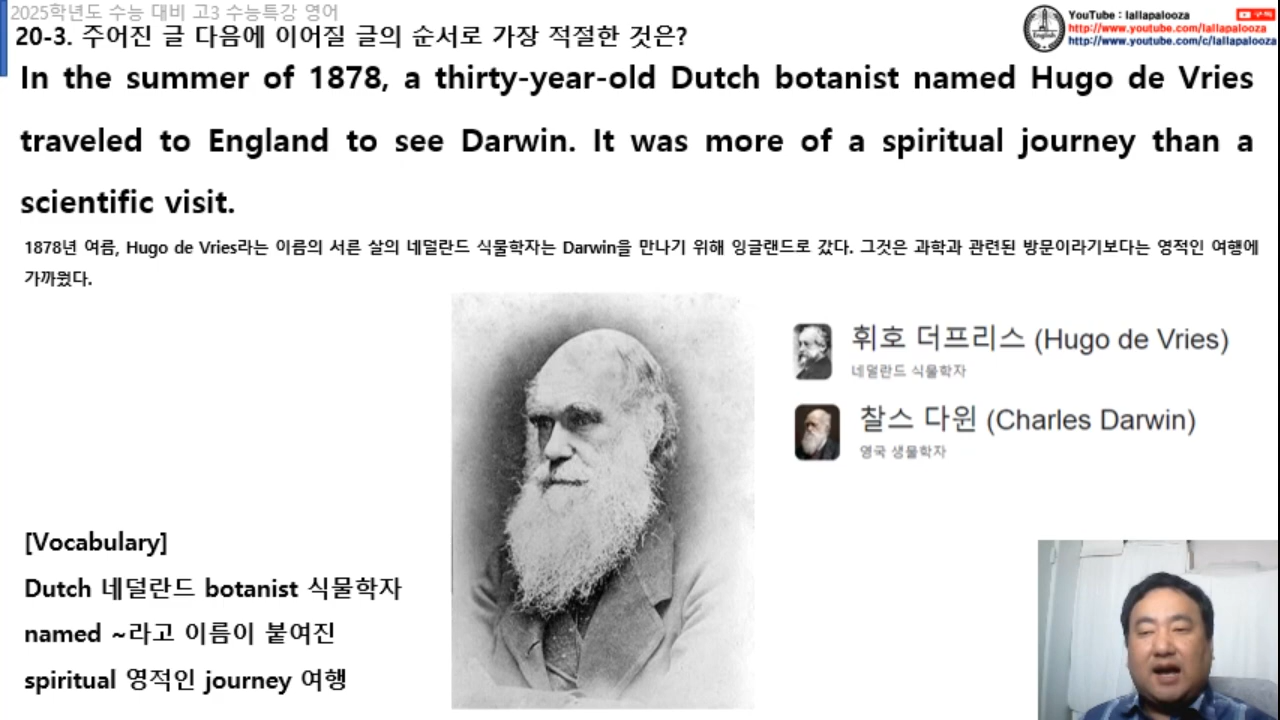 2025학년도 수능 대비 고3 수능특강 영어
YouTube : lallapalooza
구독
http://www.youtube.com/lallapalooza
http://www.youtube.com/c/lallapalooza
English
20-3. 주어진 글 다음에 이어질 글의 순서로 가장 적절한 것은?
In the summer of 1878, a thirty-year-old Dutch botanist named Hugo de Vries
traveled to England to see Darwin. It was more of a spiritual journey than a
scientific visit.
1878년 여름, Hugo de Vries라는 이름의 서른 살의 네덜란드 식물학자는 Darwin을 만나기 위해 잉글랜드로 갔다. 그것은 과학과 관련된 방문이라기보다는 영적인 여행에
가까웠다.
휘호 더프리스 (Hugo de Vries)
네덜란드 식물학자
찰스 다윈 (Charles Darwin)
영국 생물학자
[Vocabulary]
Dutch 네덜란드 botanist 식물학자
named ~라고 이름이 붙여진
spiritual 영적인 journey 여행